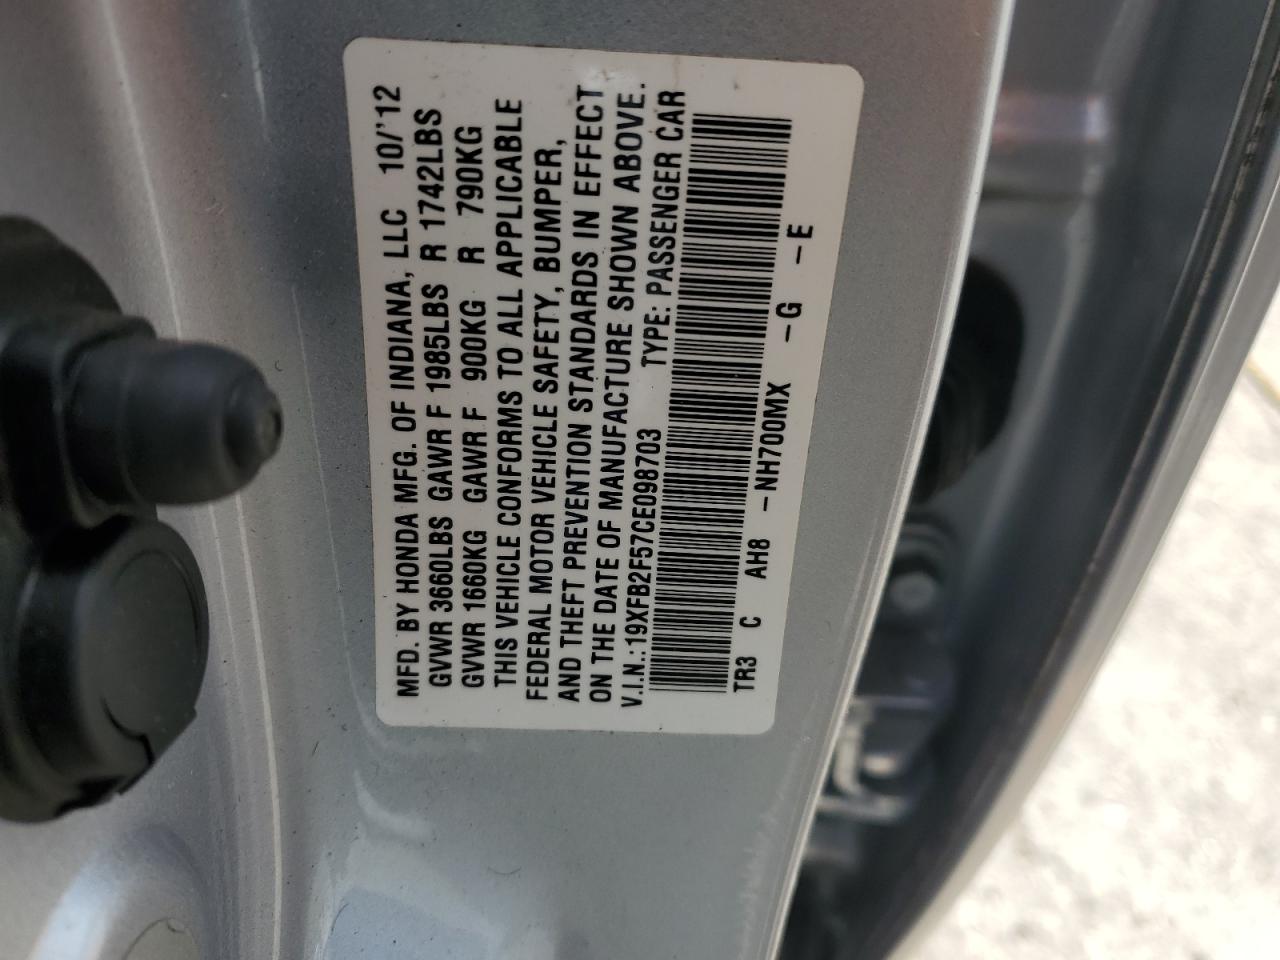 MFD. BY HONDA MFG. OF INDIANA, LLC 10/'12
GVWR 3660LBS GAWR F 1985LBS R 1742LBS
GVWR 1660KG GAWR F 900KG R 790KG
THIS VEHICLE CONFORMS TO ALL APPLICABLE
FEDERAL MOTOR VEHICLE SAFETY, BUMPER,
AND THEFT PREVENTION STANDARDS IN EFFECT
ON THE DATE OF MANUFACTURE SHOWN ABOVE.
V.I.N.:19XFB2F57CE098703 TYPE: PASSENGER CAR
TR3 C AH8 -NH700MX -G -E